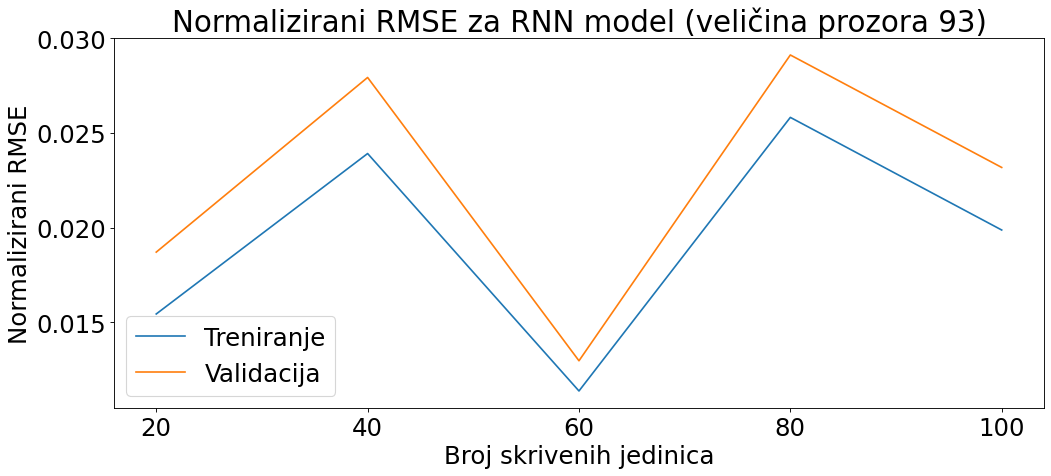 Normalizirani RMSE za RNN model (veličina prozora 93)
Normalizirani RMSE
0.030
0.025
0.020
0.015
Treniranje
Validacija
20 40 60 80 100
Broj skrivenih jedinica